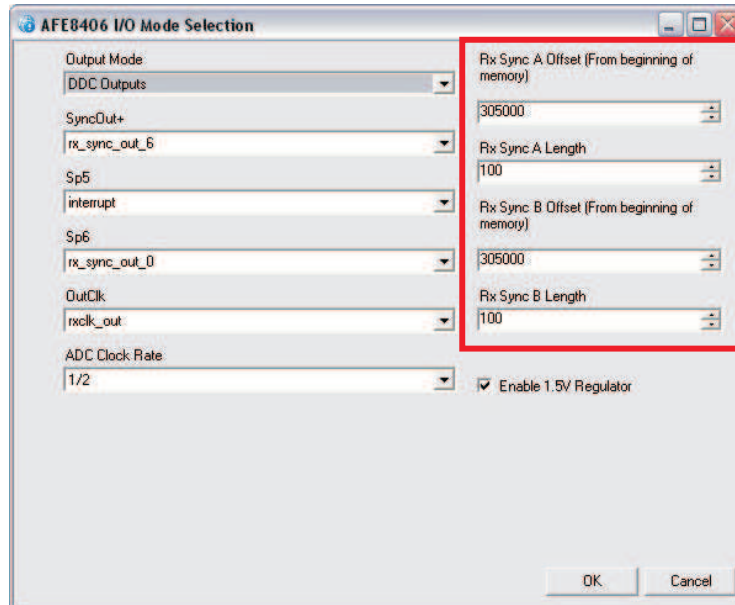 AFE8406 I/O Mode Selection
Output Mode
DDC Outputs
SyncOut+
rx_sync_out_6
Sp5
interrupt
Sp6
rx_sync_out_0
OutClk
rxclk_out
ADC Clock Rate
1/2
Rx Sync A Offset (From beginning of
memory)
305000
Rx Sync A Length
100
Rx Sync B Offset (From beginning of
memory)
305000
Rx Sync B Length
100
Enable 1.5V Regulator
OK
Cancel